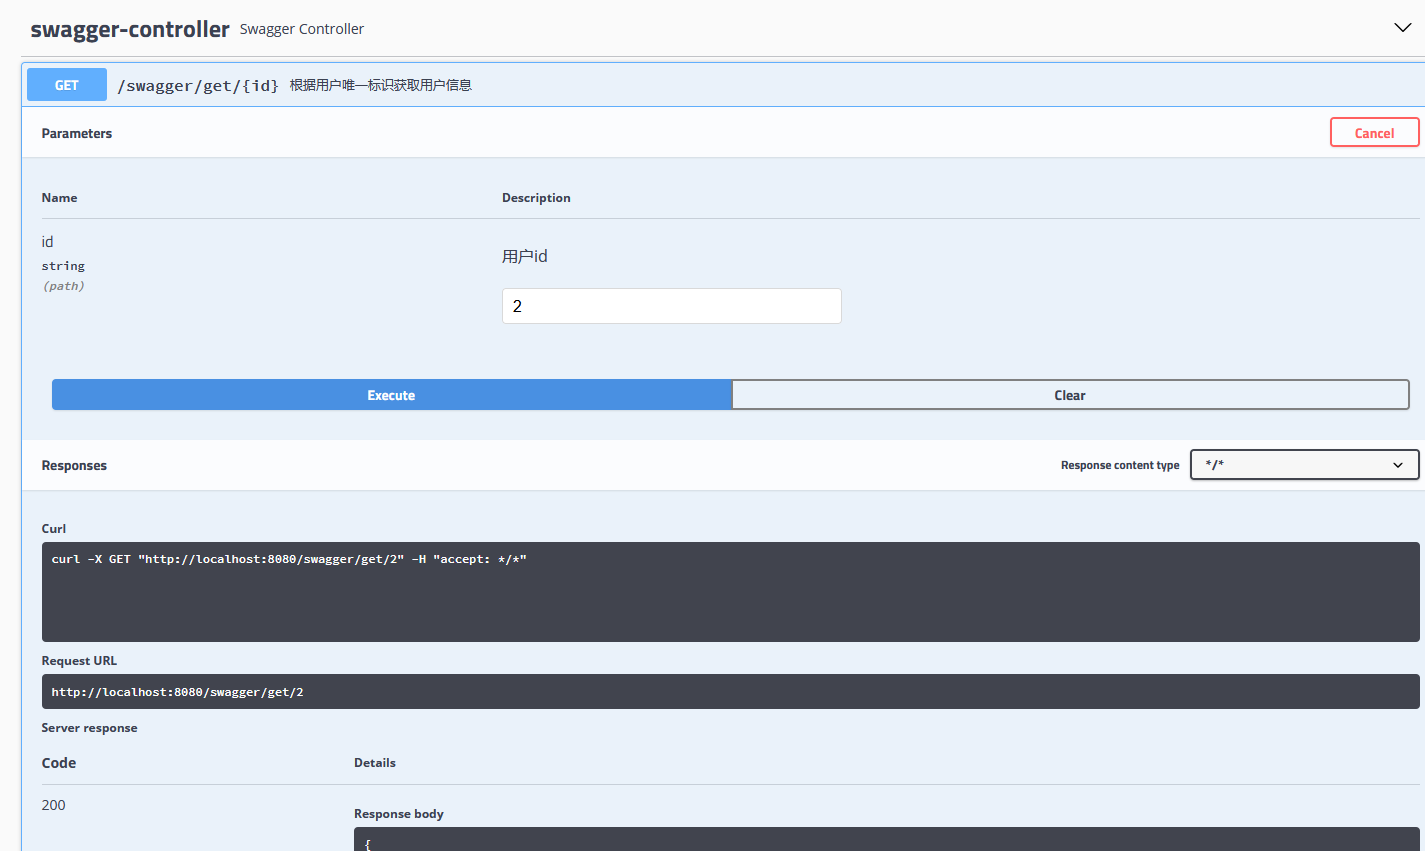 swagger-controller Swagger Controller
GET /swagger/get/{id} 根据用户唯一标识获取用户信息
Parameters Cancel
Name Description
id
string
(path)
用户id
2
Execute Clear
Responses Response content type */*
Curl
curl -X GET "http://localhost:8080/swagger/get/2" -H "accept: */*"
Request URL
http://localhost:8080/swagger/get/2
Server response
Code Details
200
Response body
{